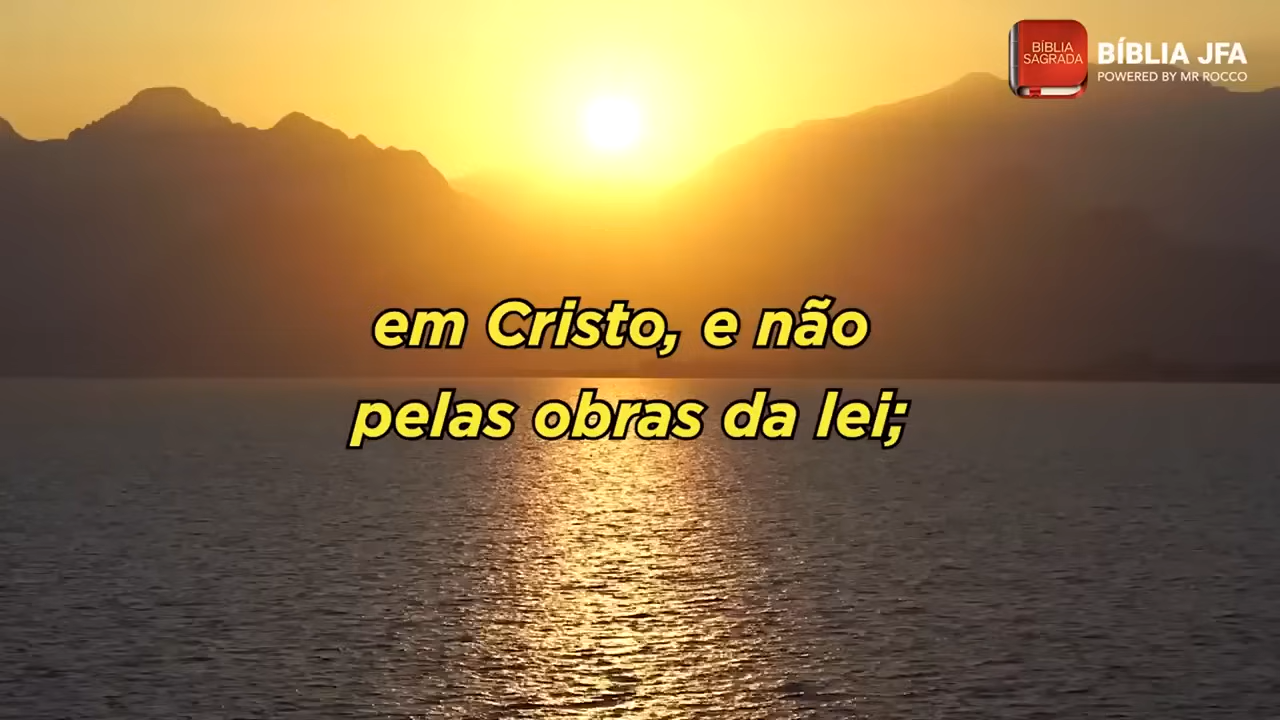 BÍBLIA
SAGRADA
BÍBLIA JFA
POWERED BY MR ROCCO
em Cristo, e não
pelas obras da lei;